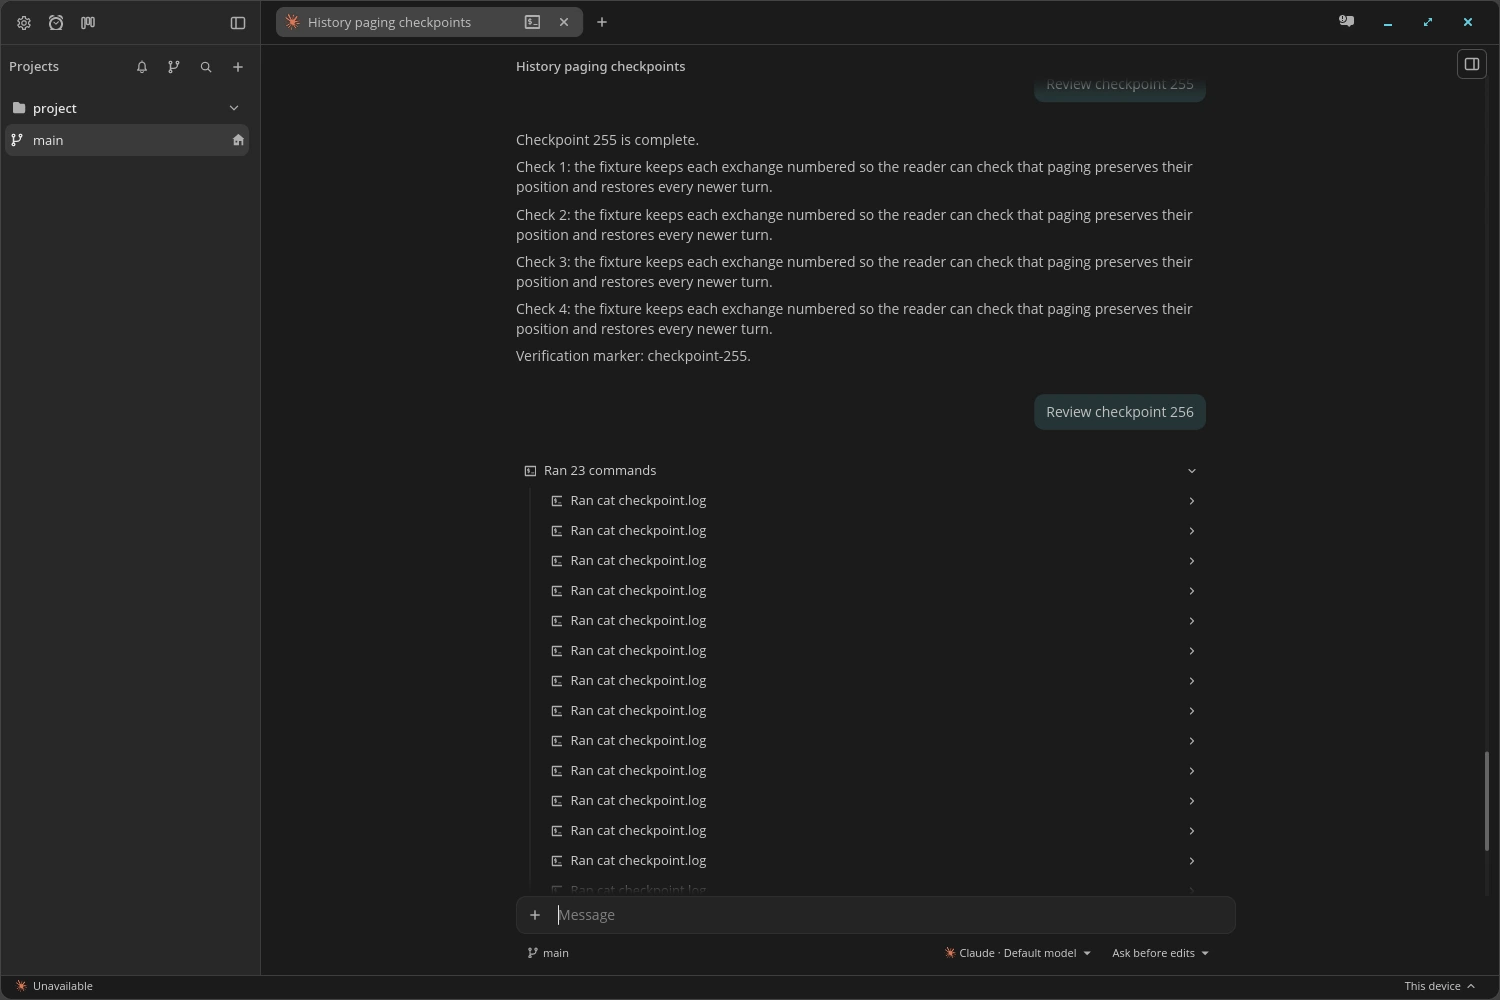 History paging checkpoints
Projects
project
main
History paging checkpoints
Review checkpoint 255
Checkpoint 255 is complete.
Check 1: the fixture keeps each exchange numbered so the reader can check that paging preserves their
position and restores every newer turn.
Check 2: the fixture keeps each exchange numbered so the reader can check that paging preserves their
position and restores every newer turn.
Check 3: the fixture keeps each exchange numbered so the reader can check that paging preserves their
position and restores every newer turn.
Check 4: the fixture keeps each exchange numbered so the reader can check that paging preserves their
position and restores every newer turn.
Verification marker: checkpoint-255.
Review checkpoint 256
Ran 23 commands
Ran cat checkpoint.log
Ran cat checkpoint.log
Ran cat checkpoint.log
Ran cat checkpoint.log
Ran cat checkpoint.log
Ran cat checkpoint.log
Ran cat checkpoint.log
Ran cat checkpoint.log
Ran cat checkpoint.log
Ran cat checkpoint.log
Ran cat checkpoint.log
Ran cat checkpoint.log
Ran cat checkpoint.log
Ran cat checkpoint.log
Message
main
Claude · Default model
Ask before edits
Unavailable
This device